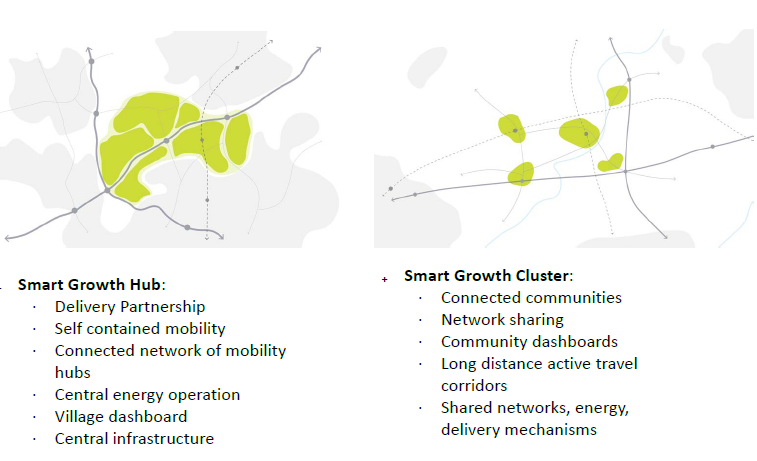 Smart Growth Hub:
· Delivery Partnership
· Self contained mobility
· Connected network of mobility
hubs
· Central energy operation
· Village dashboard
· Central infrastructure
+ Smart Growth Cluster:
· Connected communities
· Network sharing
· Community dashboards
· Long distance active travel
corridors
· Shared networks, energy,
delivery mechanisms